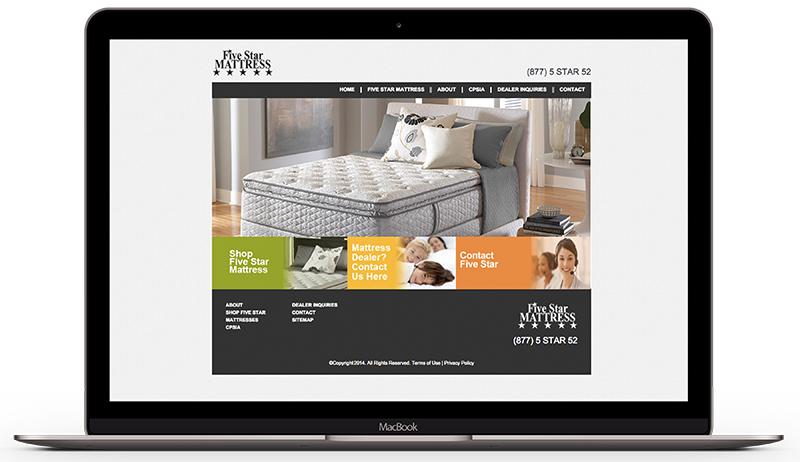 Five Star
MATTRESS
(877) 5 STAR 52
HOME | FIVE STAR MATTRESS || ABOUT | CPSIA | DEALER INQUIRIES || CONTACT
Shop
Five Star
Mattress
Mattress
Dealer?
Contact
Us Here
Contact
Five Star
ABOUT
SHOP FIVE STAR
MATTRESSES
CPSIA
DEALER INQUIRIES
CONTACT
SITEMAP
Five Star
MATTRESS
(877) 5 STAR 52
©Copyright2014. All Rights Reserved. Terms of Use | Privacy Policy
MacBook